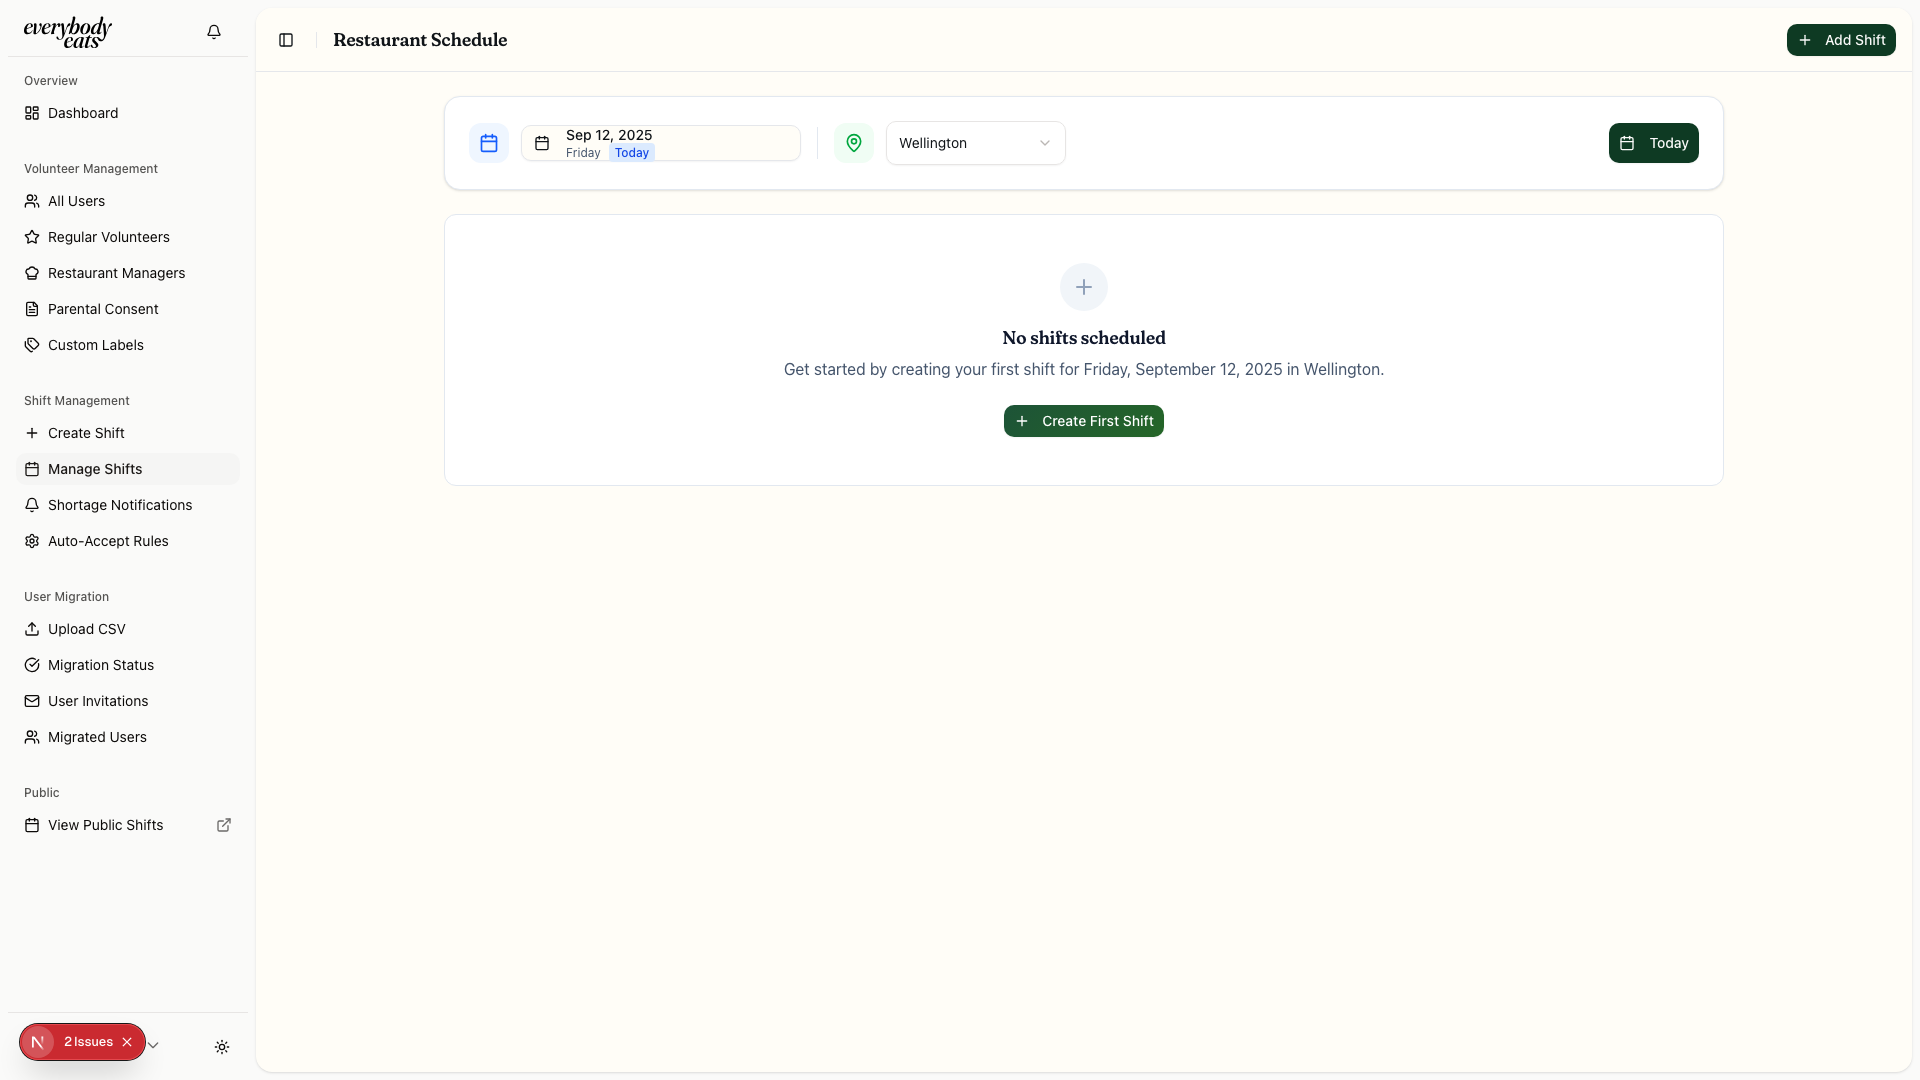 everybody
eats
Overview
Dashboard
Volunteer Management
All Users
Regular Volunteers
Restaurant Managers
Parental Consent
Custom Labels
Shift Management
Create Shift
Manage Shifts
Shortage Notifications
Auto-Accept Rules
User Migration
Upload CSV
Migration Status
User Invitations
Migrated Users
Public
View Public Shifts
N 2 Issues
Restaurant Schedule
Add Shift
Sep 12, 2025
Friday Today
Wellington
Today
No shifts scheduled
Get started by creating your first shift for Friday, September 12, 2025 in Wellington.
Create First Shift